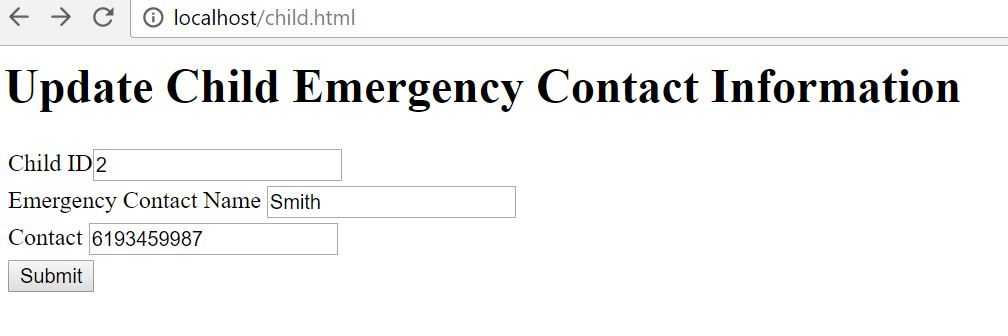 localhost/child.html
Update Child Emergency Contact Information
Child ID 2
Emergency Contact Name Smith
Contact 6193459987
Submit